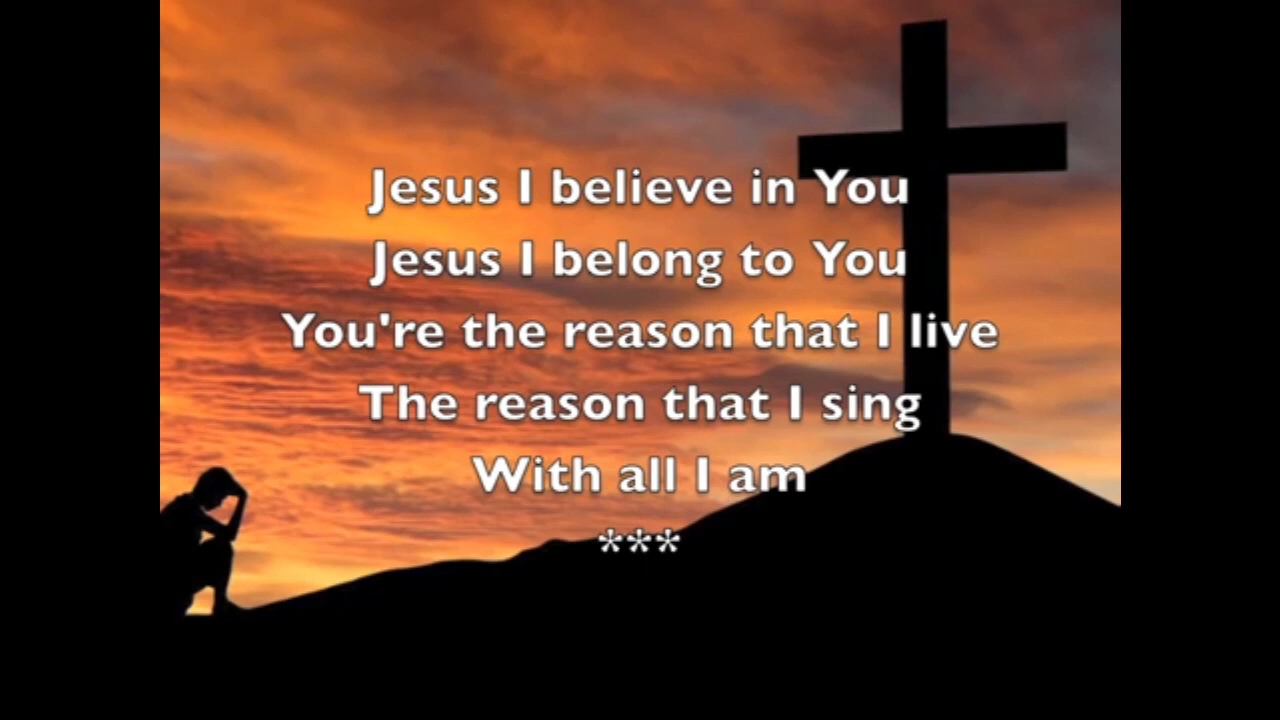 Jesus I believe in You
Jesus I belong to You
You're the reason that I live
The reason that I sing
With all I am
***